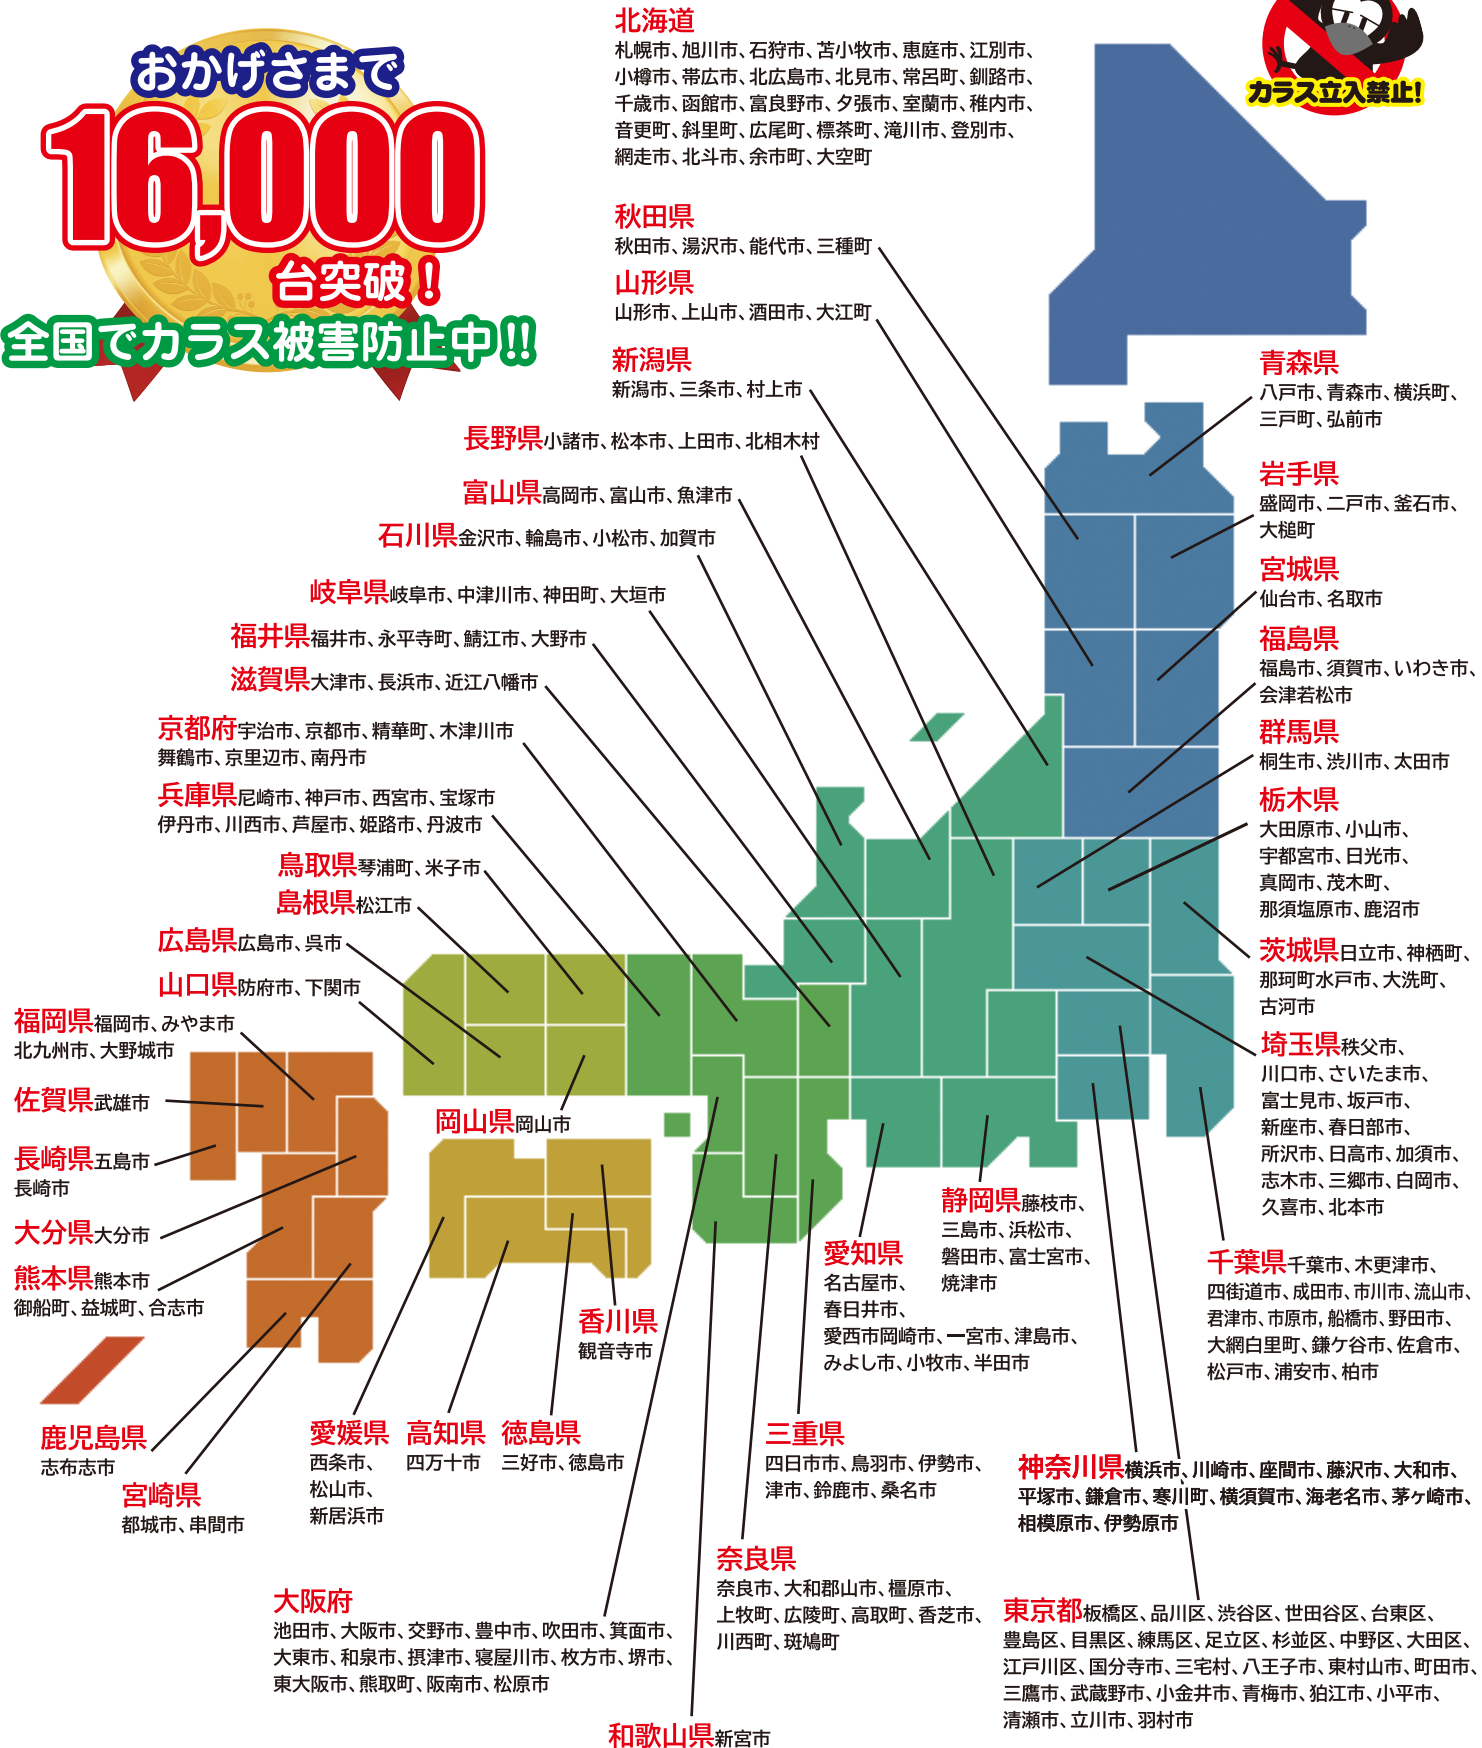 おかげさまで
16,000
台突破！
全国でカラス被害防止中!!
カラス立入禁止!
北海道
札幌市、旭川市、石狩市、苫小牧市、恵庭市、江別市、
小樽市、帯広市、北広島市、北見市、常呂町、釧路市、
千歳市、函館市、富良野市、夕張市、室蘭市、稚内市、
音更町、斜里町、広尾町、標茶町、滝川市、登別市、
網走市、北斗市、余市町、大空町
秋田県
秋田市、湯沢市、能代市、三種町
山形県
山形市、上山市、酒田市、大江町
新潟県
新潟市、三条市、村上市
長野県小諸市、松本市、上田市、北相木村
富山県高岡市、富山市、魚津市
石川県金沢市、輪島市、小松市、加賀市
岐阜県岐阜市、中津川市、神田町、大垣市
福井県福井市、永平寺町、鯖江市、大野市
滋賀県大津市、長浜市、近江八幡市
京都府宇治市、京都市、精華町、木津川市
舞鶴市、京里辺市、南丹市
兵庫県尼崎市、神戸市、西宮市、宝塚市
伊丹市、川西市、芦屋市、姫路市、丹波市
鳥取県琴浦町、米子市
島根県松江市
広島県広島市、呉市
山口県防府市、下関市
福岡県福岡市、みやま市
北九州市、大野城市
佐賀県武雄市
長崎県五島市
長崎市
大分県大分市
熊本県熊本市
御船町、益城町、合志市
鹿児島県
志布志市
宮崎県
都城市、串間市
岡山県岡山市
香川県
観音寺市
愛媛県
西条市、
松山市、
新居浜市
高知県
四万十市
徳島県
三好市、徳島市
大阪府
池田市、大阪市、交野市、豊中市、吹田市、箕面市、
大東市、和泉市、摂津市、寝屋川市、枚方市、堺市、
東大阪市、熊取町、阪南市、松原市
和歌山県新宮市
奈良県
奈良市、大和郡山市、橿原市、
上牧町、広陵町、高取町、香芝市、
川西町、斑鳩町
三重県
四日市市、鳥羽市、伊勢市、
津市、鈴鹿市、桑名市
愛知県
名古屋市、
春日井市、
愛西市岡崎市、一宮市、津島市、
みよし市、小牧市、半田市
静岡県藤枝市、
三島市、浜松市、
磐田市、富士宮市、
焼津市
青森県
八戸市、青森市、横浜町、
三戸町、弘前市
岩手県
盛岡市、二戸市、釜石市、
大槌町
宮城県
仙台市、名取市
福島県
福島市、須賀市、いわき市、
会津若松市
群馬県
桐生市、渋川市、太田市
栃木県
大田原市、小山市、
宇都宮市、日光市、
真岡市、茂木町、
那須塩原市、鹿沼市
茨城県日立市、神栖町、
那珂町水戸市、大洗町、
古河市
埼玉県秩父市、
川口市、さいたま市、
富士見市、坂戸市、
新座市、春日部市、
所沢市、日高市、加須市、
志木市、三郷市、白岡市、
久喜市、北本市
千葉県千葉市、木更津市、
四街道市、成田市、市川市、流山市、
君津市、市原市,船橋市、野田市、
大網白里町、鎌ケ谷市、佐倉市、
松戸市、浦安市、柏市
神奈川県横浜市、川崎市、座間市、藤沢市、大和市、
平塚市、鎌倉市、寒川町、横須賀市、海老名市、茅ヶ崎市、
相模原市、伊勢原市
東京都板橋区、品川区、渋谷区、世田谷区、台東区、
豊島区、目黒区、練馬区、足立区、杉並区、中野区、大田区、
江戸川区、国分寺市、三宅村、八王子市、東村山市、町田市、
三鷹市、武蔵野市、小金井市、青梅市、狛江市、小平市、
清瀬市、立川市、羽村市